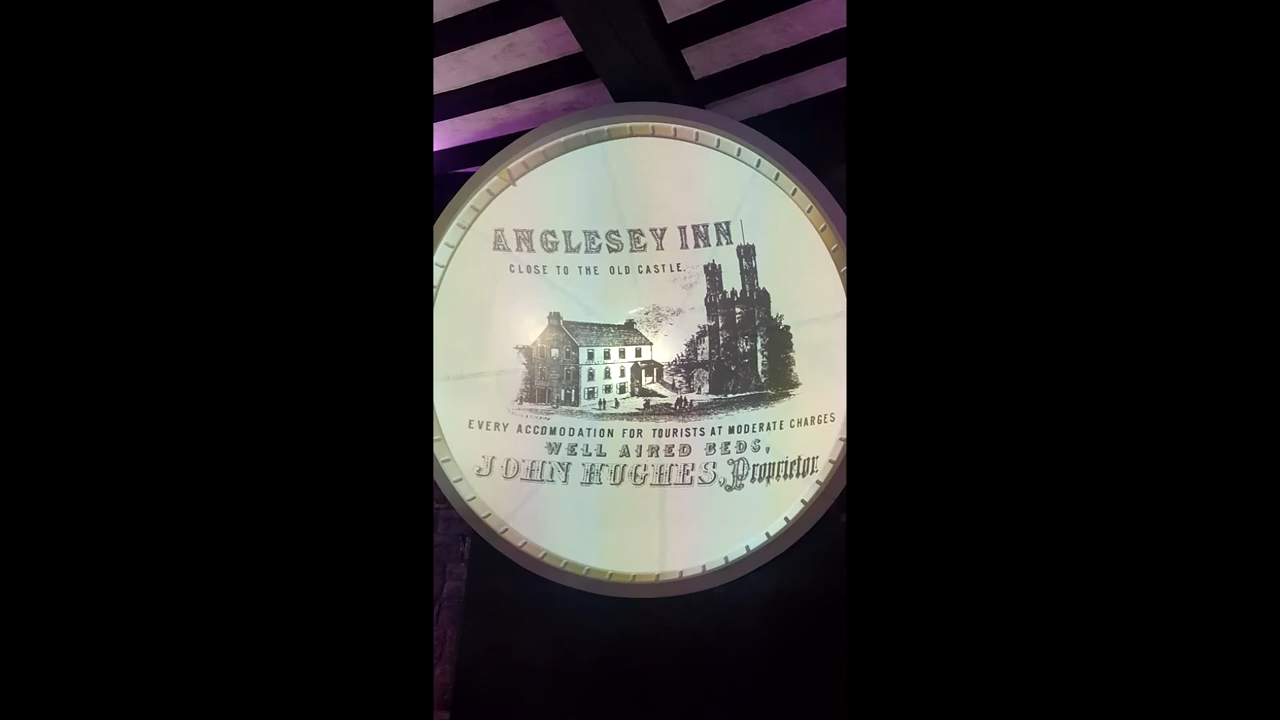 ANGLESEY INN
CLOSE TO THE OLD CASTLE.
EVERY ACCOMODATION FOR TOURISTS AT MODERATE CHARGES
WELL AIRED BEDS,
JOHN HUGHES, Proprietor